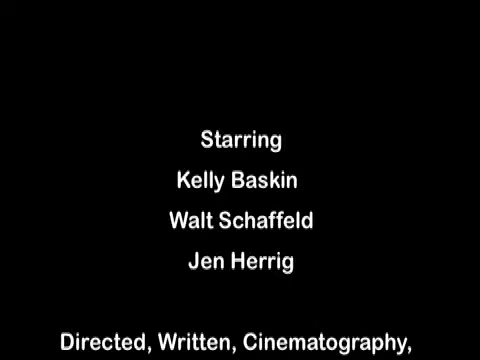 Starring
Kelly Baskin
Walt Schaffeld
Jen Herrig
Directed, Written, Cinematography,